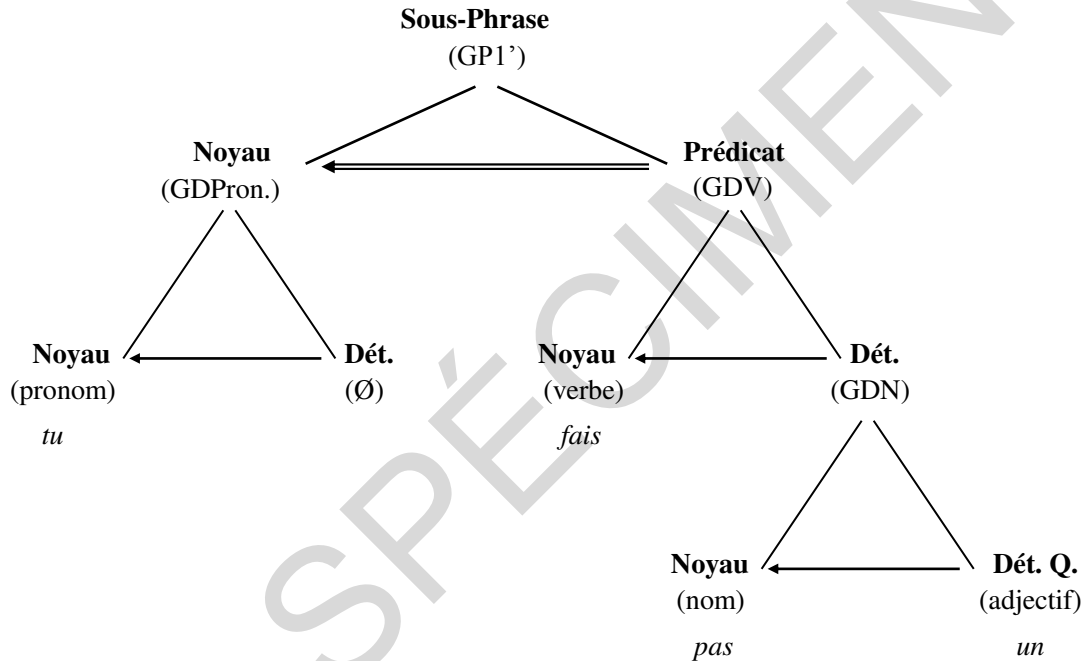 Sous-Phrase
(GP1’)
Noyau
(GDPron.)
Prédicat
(GDV)
Noyau
(pronom)
tu
Dét.
(Ø)
Noyau
(verbe)
fais
Dét.
(GDN)
Noyau
(nom)
pas
Dét. Q.
(adjectif)
un
SPÉCIMEN